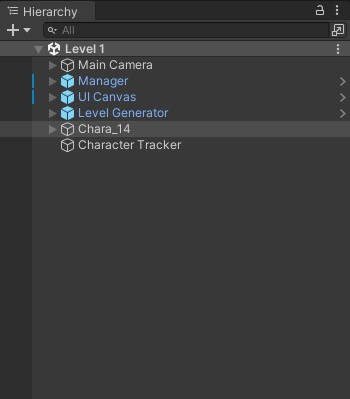 Hierarchy
All
Level 1
Main Camera
Manager
UI Canvas
Level Generator
Chara_14
Character Tracker